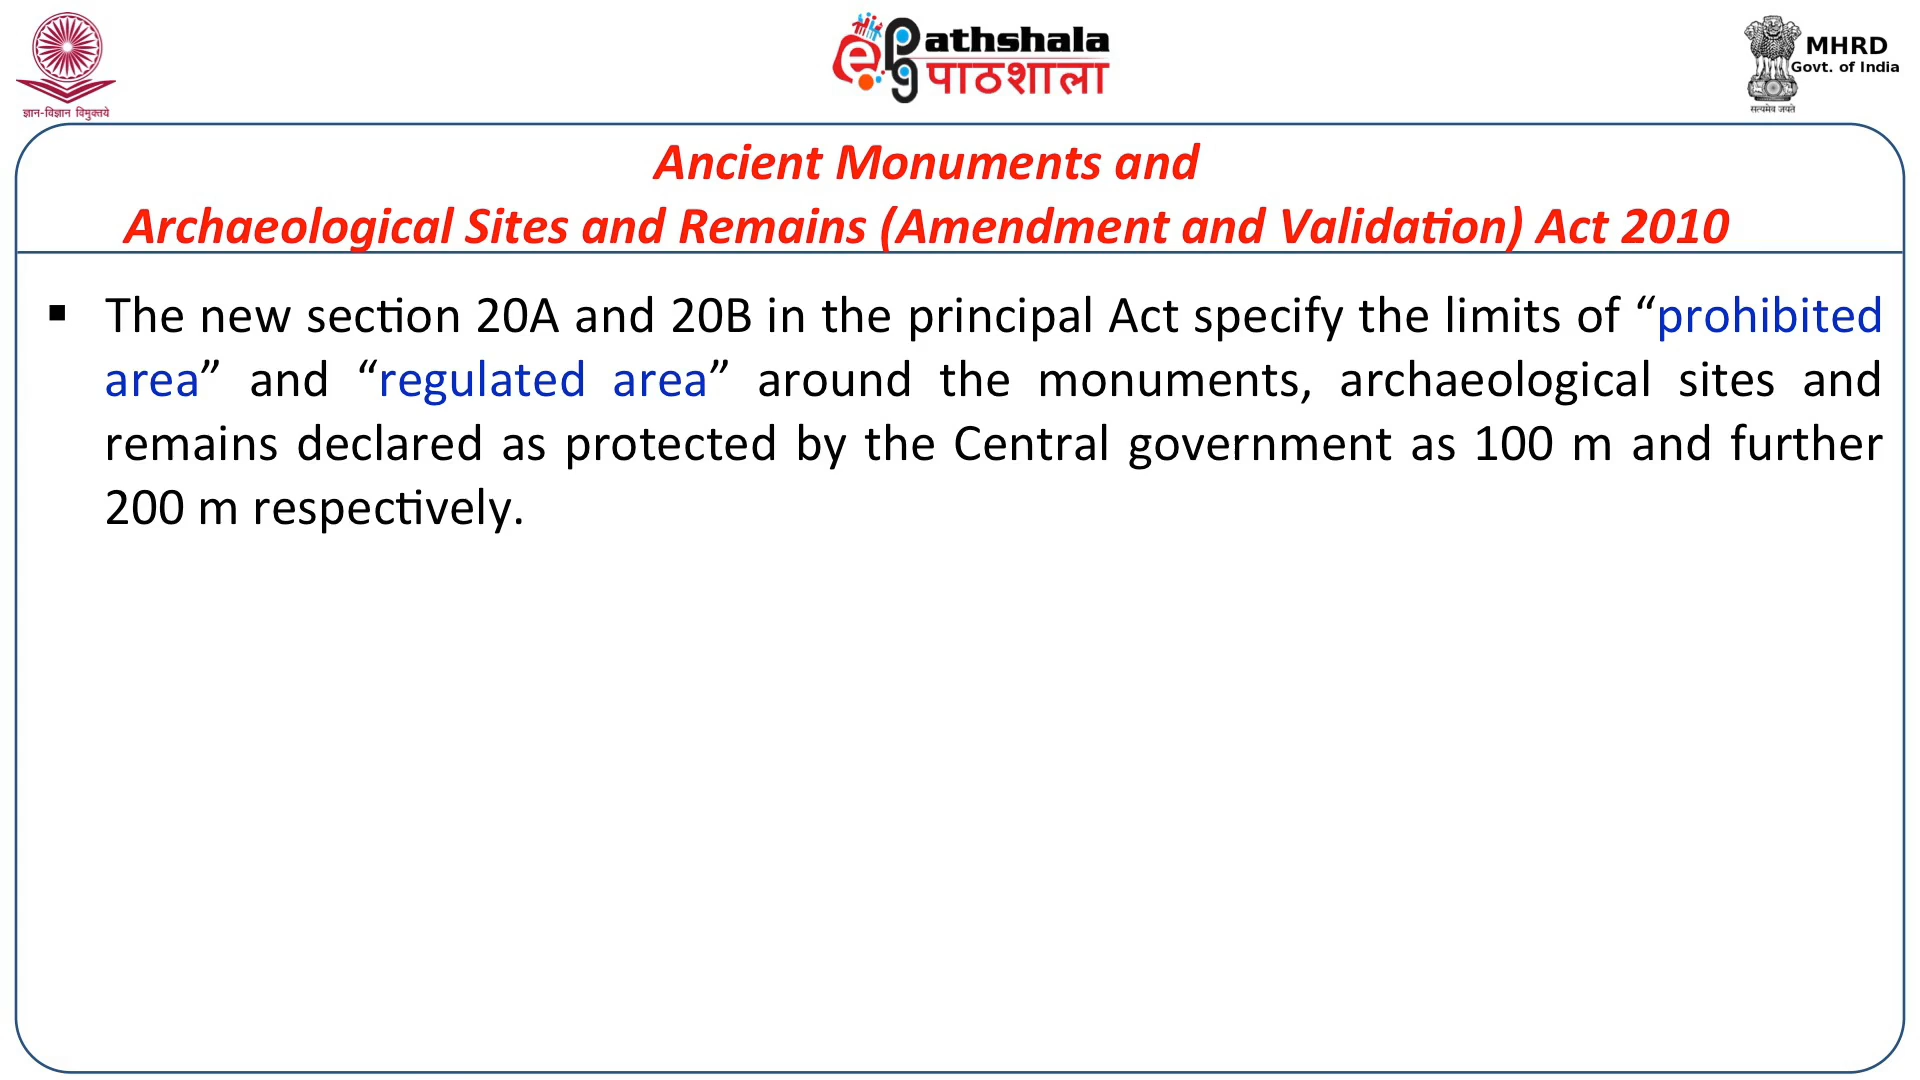 ज्ञान-विज्ञान विमुक्तये
ePathshala
पाठशाला
MHRD
Govt. of India
सत्यमेव जयते
Ancient Monuments and
Archaeological Sites and Remains (Amendment and Validation) Act 2010
▪ The new section 20A and 20B in the principal Act specify the limits of “prohibited
area” and “regulated area” around the monuments, archaeological sites and
remains declared as protected by the Central government as 100 m and further
200 m respectively.